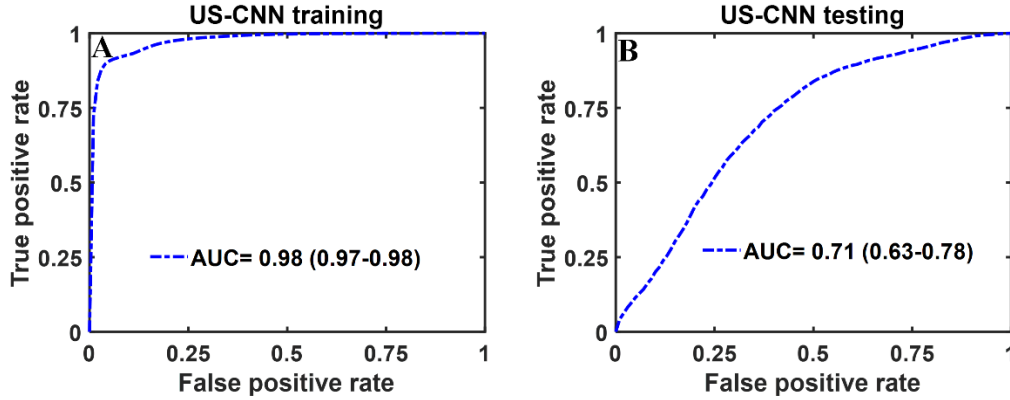 US-CNN training
A
1
0.75
0.5
0.25
0
True positive rate
AUC= 0.98 (0.97-0.98)
0 0.25 0.5 0.75 1
False positive rate
US-CNN testing
B
1
0.75
0.5
0.25
0
True positive rate
AUC= 0.71 (0.63-0.78)
0 0.25 0.5 0.75 1
False positive rate